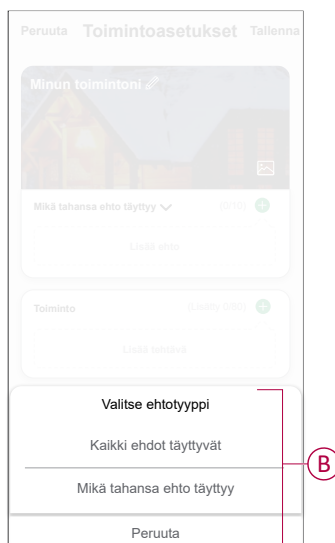 Peruuta Toimintoasetukset Tallenna
Minun toimintoni
Mikä tahansa ehto täyttyy (0/10)
Lisää ehto
Toiminto
Lisää tehtävä
Valitse ehtotyyppi
Kaikki ehdot täyttyvät
Mikä tahansa ehto täyttyy
Peruuta
B